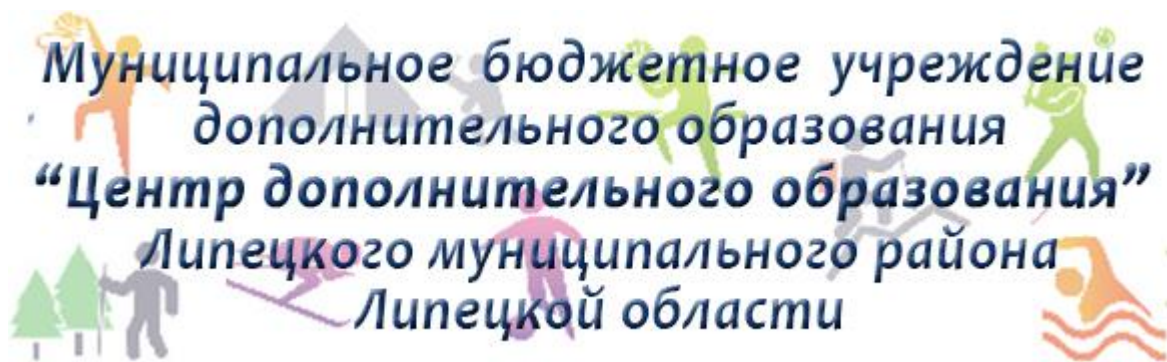 Муниципальное бюджетное учреждение
дополнительного образования
“Центр дополнительного образования”
Липецкого муниципального района
Липецкой области